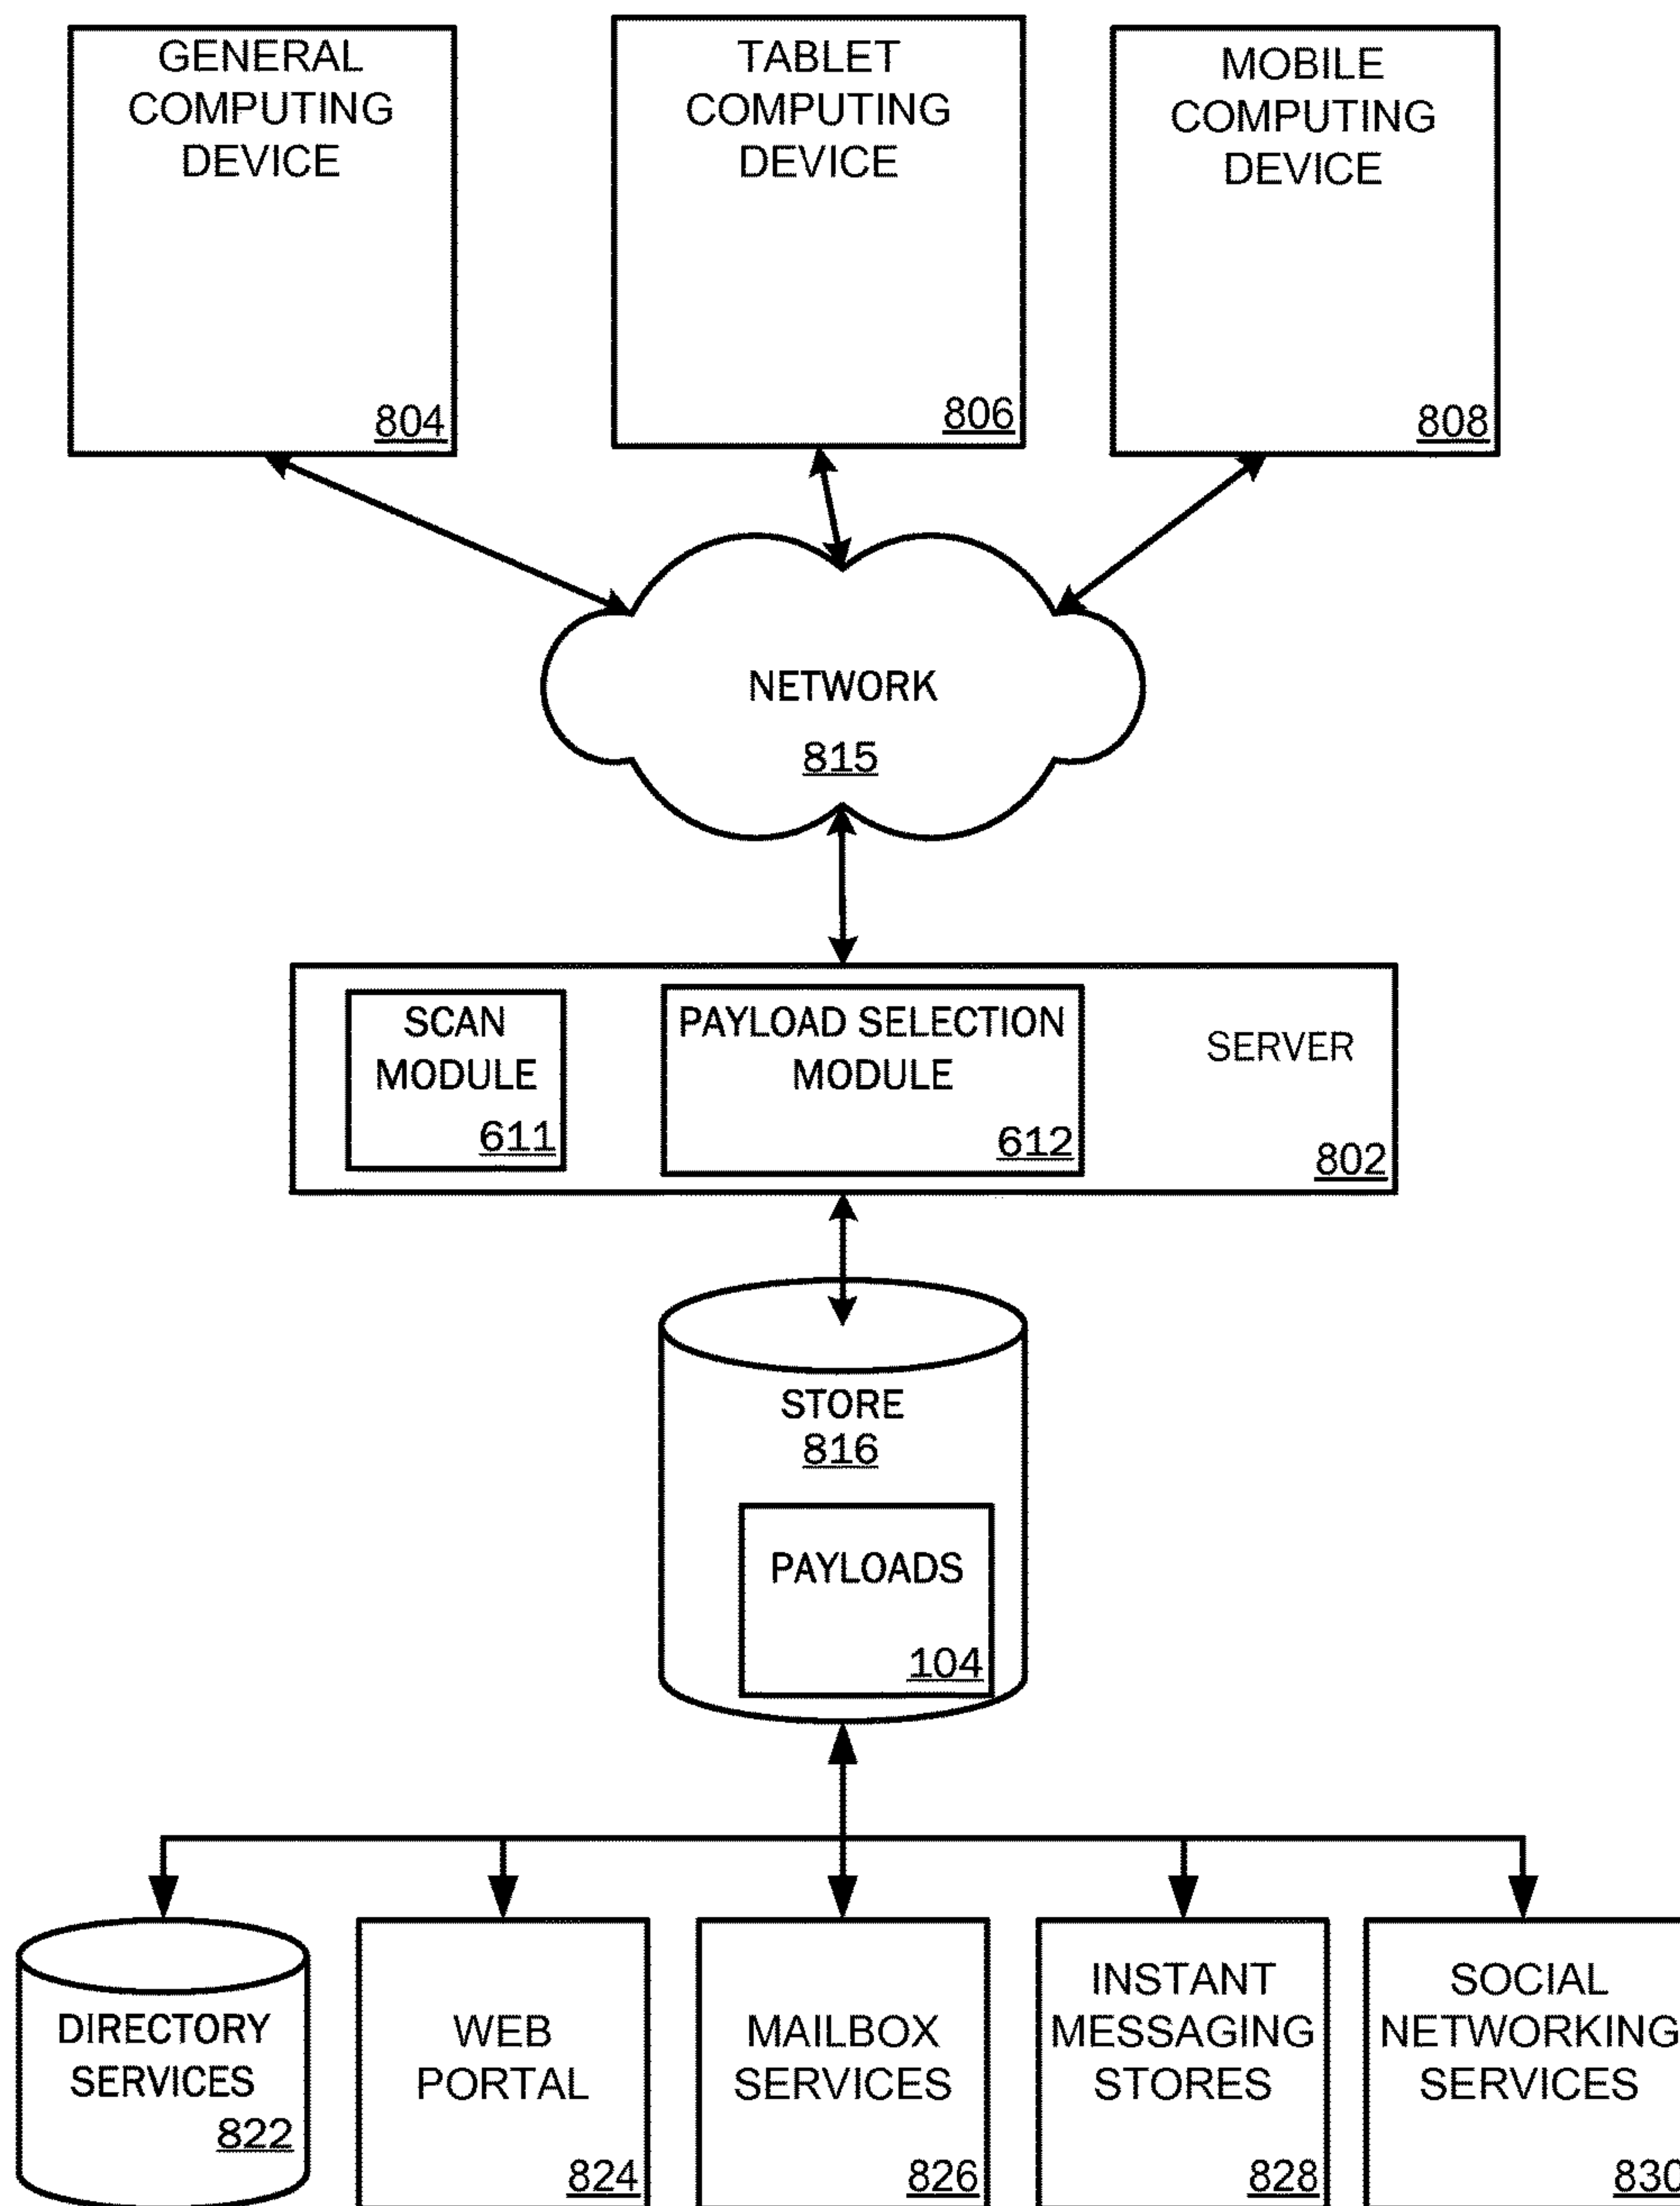 GENERAL
COMPUTING
DEVICE
804
TABLET
COMPUTING
DEVICE
806
MOBILE
COMPUTING
DEVICE
808
NETWORK
815
SCAN
MODULE
611
PAYLOAD SELECTION
MODULE
612
SERVER
802
STORE
816
PAYLOADS
104
DIRECTORY
SERVICES
822
WEB
PORTAL
824
MAILBOX
SERVICES
826
INSTANT
MESSAGING
STORES
828
SOCIAL
NETWORKING
SERVICES
830